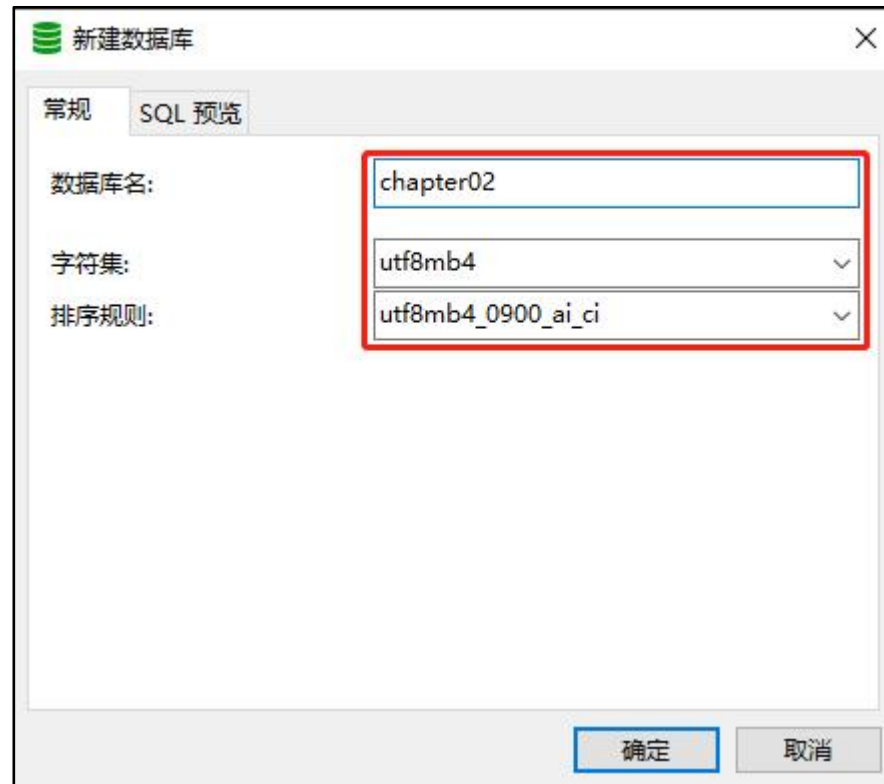 新建数据库
常规 SQL 预览
数据库名: chapter02
字符集: utf8mb4
排序规则: utf8mb4_0900_ai_ci
确定 取消